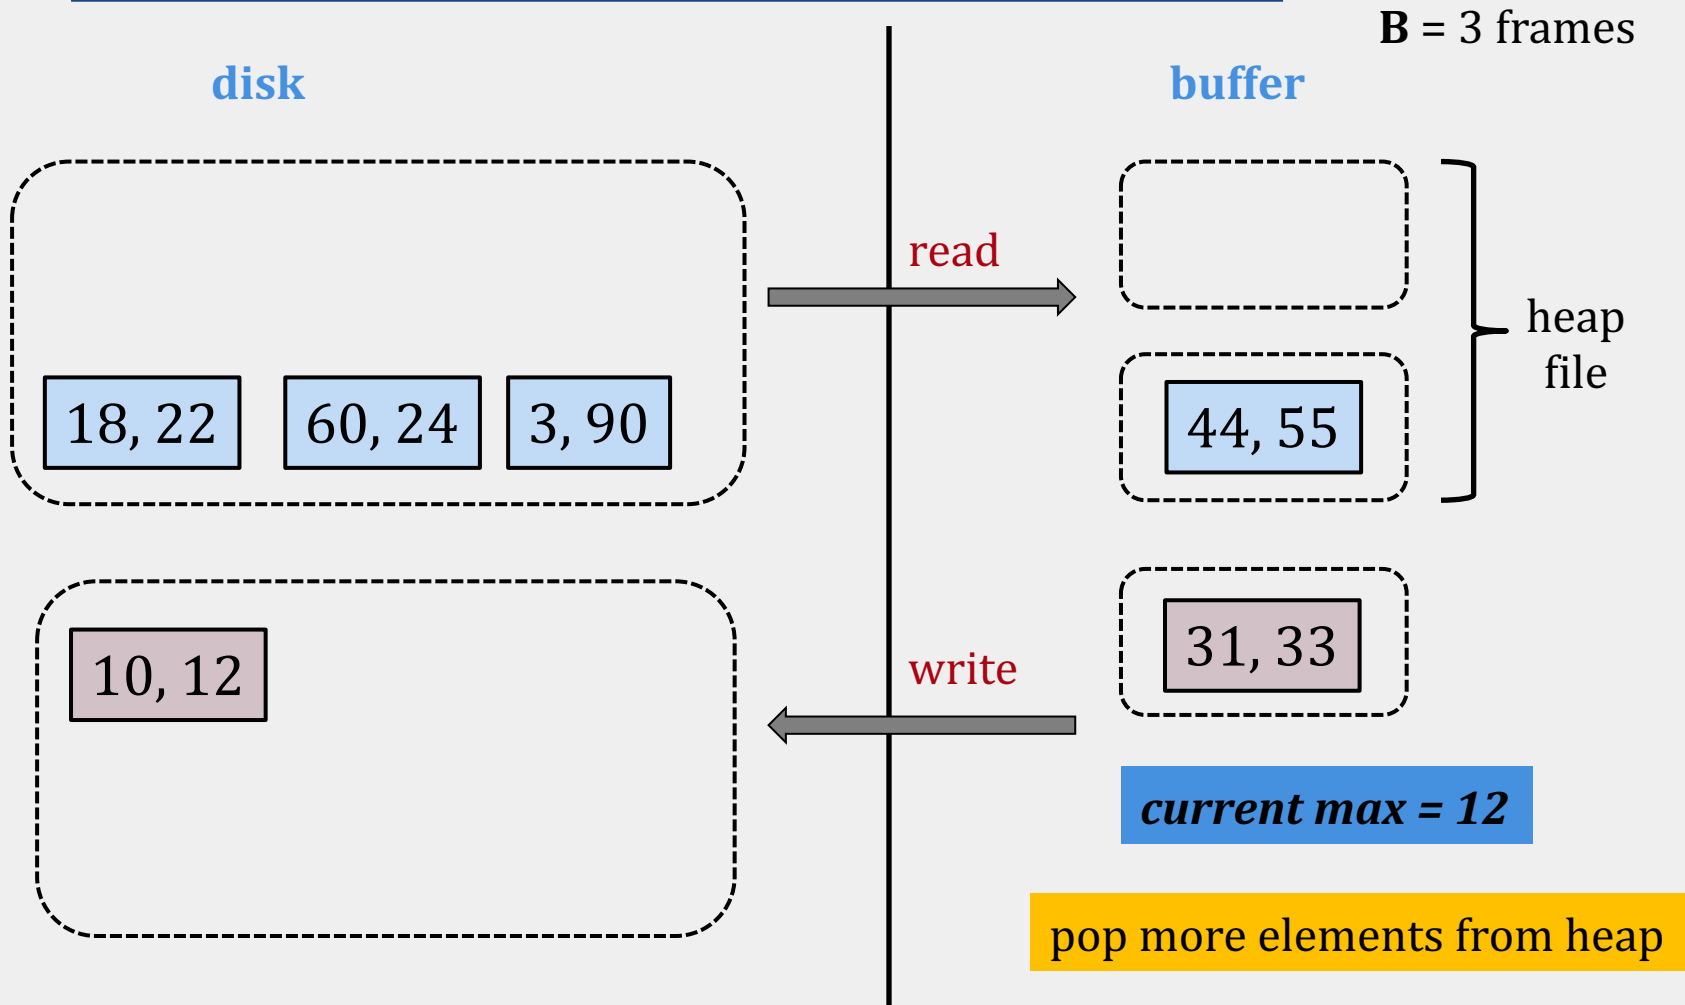 B = 3 frames
disk
buffer
read
heap
file
18, 22
60, 24
3, 90
44, 55
10, 12
write
31, 33
current max = 12
pop more elements from heap